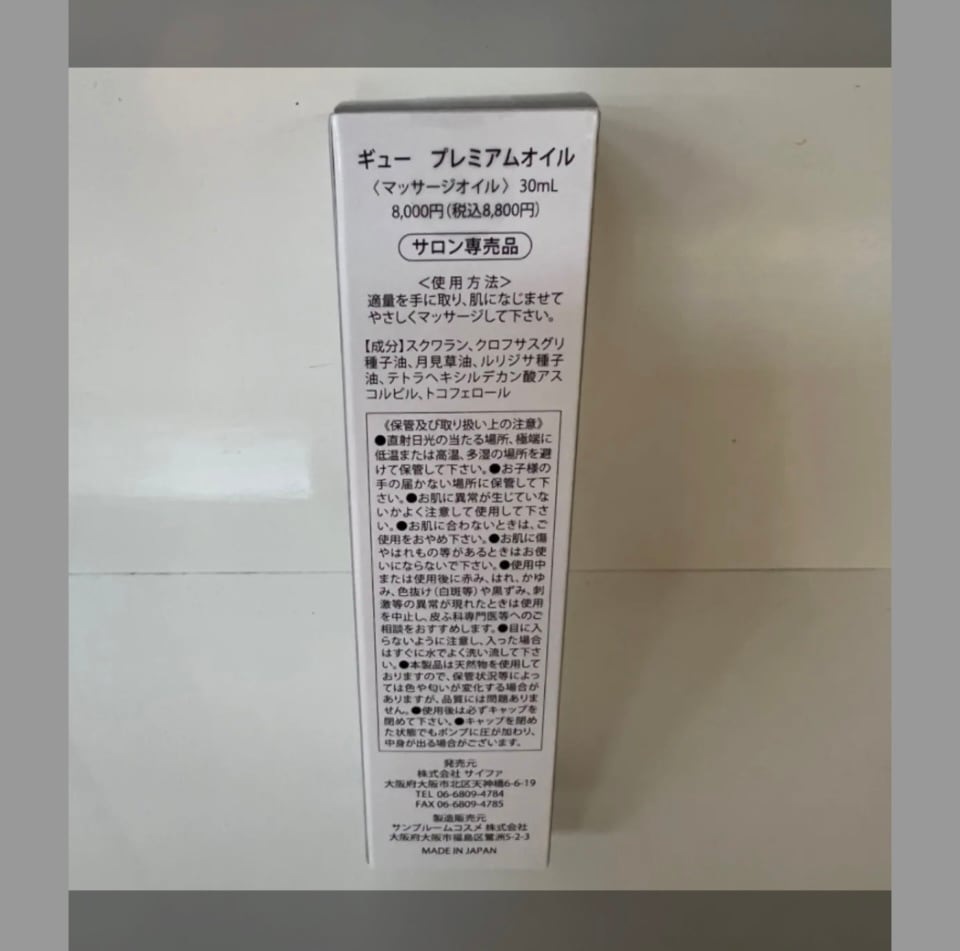 ギュー　プレミアムオイル
〈マッサージオイル〉 30mL
8,000円(税込8,800円)
サロン専売品
＜使用方法＞
適量を手に取り、肌になじませて
やさしくマッサージして下さい。
【成分】スクワラン、クロフサスグリ
種子油、月見草油、ルリジサ種子
油、テトラヘキシルデカン酸アス
コルビル、トコフェロール
《保管及び取り扱い上の注意》
●直射日光の当たる場所、極端に
低温または高温、多湿の場所を避
けて保管して下さい。●お子様の
手の届かない場所に保管して下
さい。●お肌に異常が生じていな
いかよく注意して使用して下さ
い。●お肌に合わないときは、ご
使用をおやめ下さい。●お肌に傷
やはれもの等があるときはお使
いにならないで下さい。●使用中
または使用後に赤み、はれ、かゆ
み、色抜け(白斑等)や黒ずみ、刺
激等の異常が現れたときは使用
を中止し、皮ふ科専門医等へのご
相談をおすすめします。●目に入
らないように注意し、入った場合
はすぐに水でよく洗い流して下さ
い。●本製品は天然物を使用して
おりますので、保管状況等によっ
ては色や匂いが変化する場合が
ありますが、品質には問題ありま
せん。●使用後は必ずキャップを
閉めて下さい。●キャップを閉め
た状態でもポンプに圧が加わり、
中身が出る場合がございます。
発売元
株式会社 サイファ
大阪府大阪市北区天神橋6-6-19
TEL 06-6809-4784
FAX 06-6809-4785
製造販売元
サンプルームコスメ 株式会社
大阪府大阪市福島区鷺洲5-2-3
MADE IN JAPAN